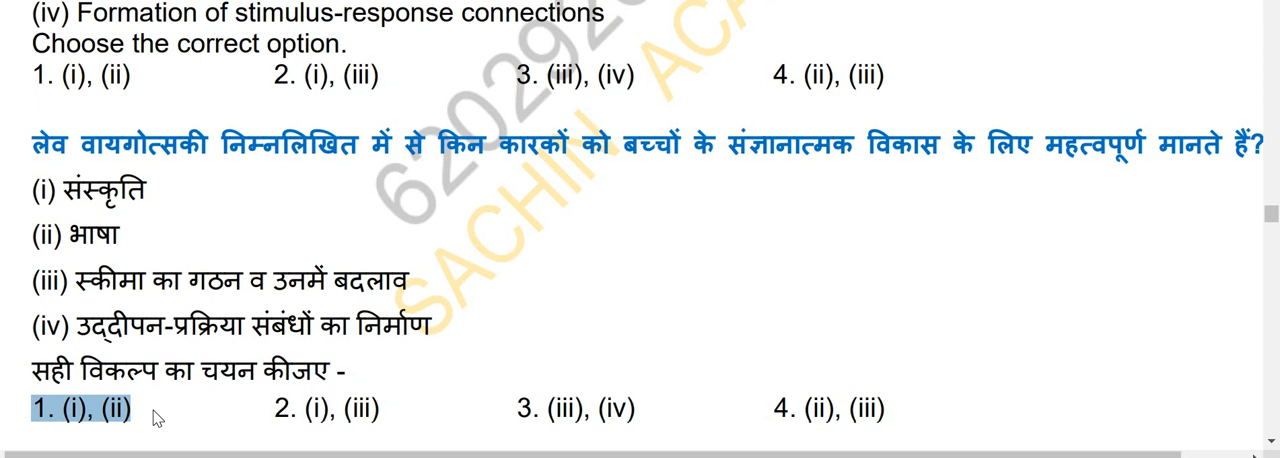 (iv) Formation of stimulus-response connections
Choose the correct option.
1. (i), (ii) 2. (i), (iii) 3. (iii), (iv) 4. (ii), (iii)
लेव वायगोत्सकी निम्नलिखित में से किन कारकों को बच्चों के संज्ञानात्मक विकास के लिए महत्वपूर्ण मानते हैं?
(i) संस्कृति
(ii) भाषा
(iii) स्कीमा का गठन व उनमें बदलाव
(iv) उद्दीपन-प्रक्रिया संबंधों का निर्माण
सही विकल्प का चयन कीजए -
1. (i), (ii) 2. (i), (iii) 3. (iii), (iv) 4. (ii), (iii)
SACHIN